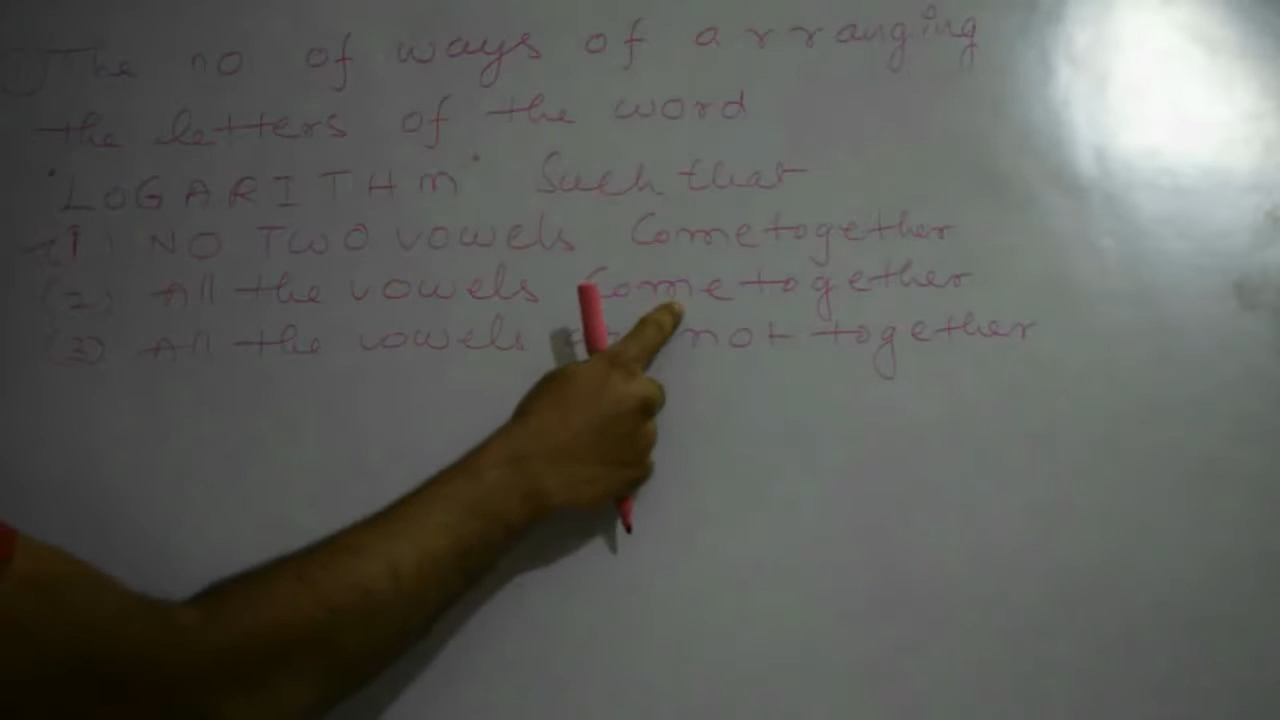 1) The no of ways of arranging
the letters of the word
"LOGARITHM" Such that
(1) NO TWO vowels Come together
(2) All the vowels Come together
(3) All the vowels not together